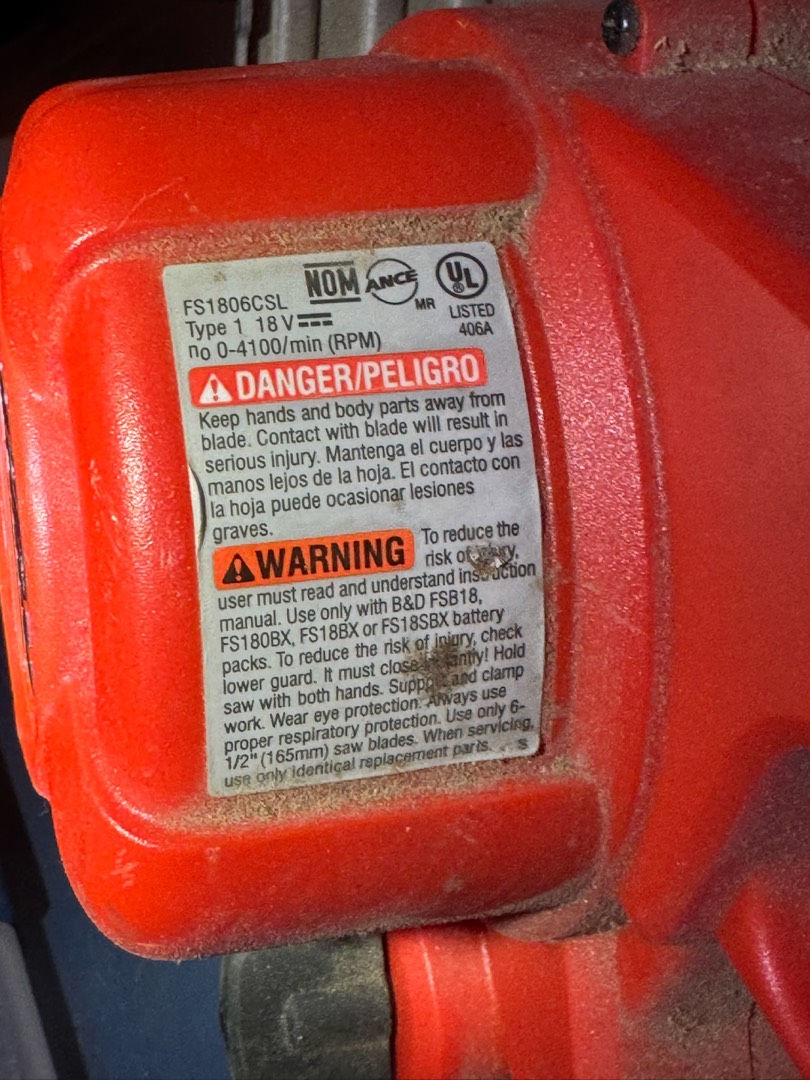 FS1806CSL NOM ANCE MR UL ® LISTED 406A
Type 1 18 V
no 0-4100/min (RPM)
DANGER/PELIGRO
Keep hands and body parts away from
blade. Contact with blade will result in
serious injury. Mantenga el cuerpo y las
manos lejos de la hoja. El contacto con
la hoja puede ocasionar lesiones
graves.
WARNING To reduce the
risk of injury,
user must read and understand instruction
manual. Use only with B&D FSB18,
FS180BX, FS18BX or FS18SBX battery
packs. To reduce the risk of injury, check
lower guard. It must close! Hold
saw with both hands. Support and clamp
work. Wear eye protection. Always use
proper respiratory protection. Use only 6-
1/2" (165mm) saw blades. When servicing,
use only identical replacement parts.